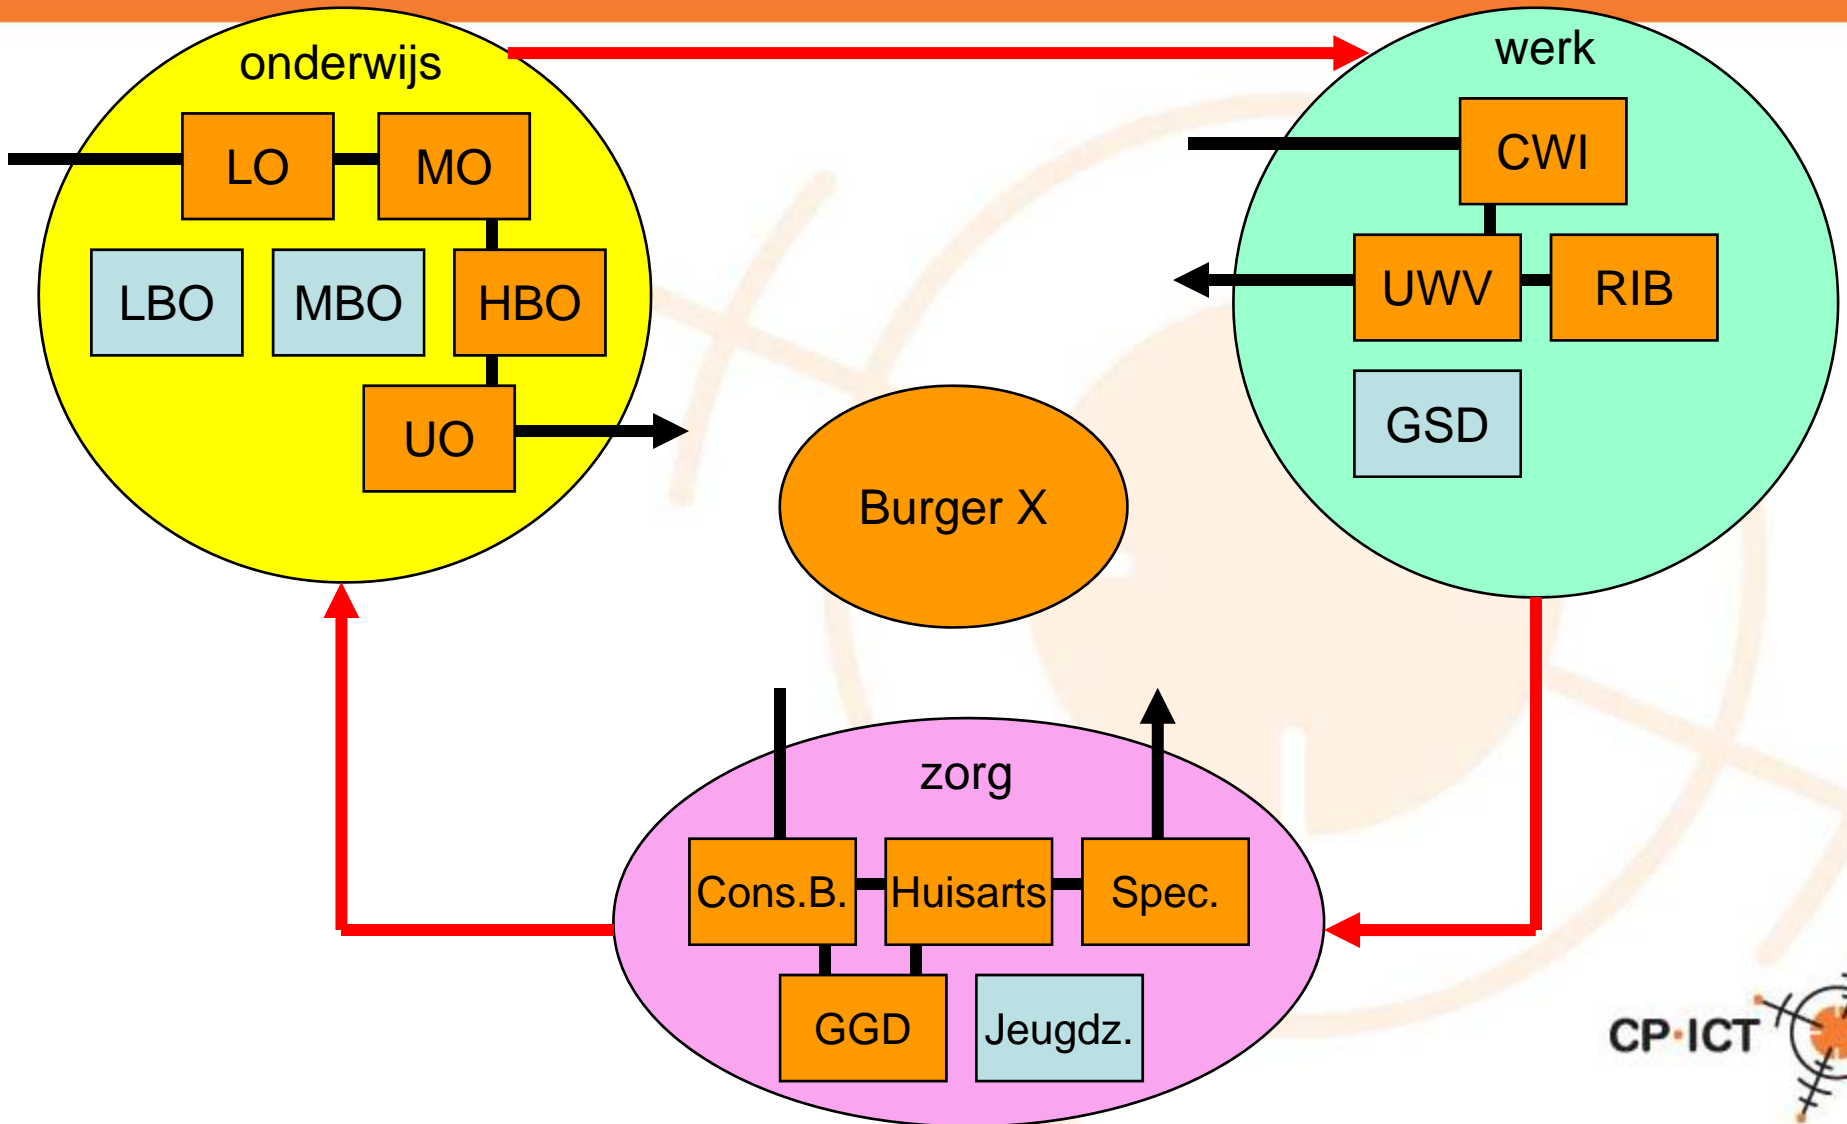 onderwijs
LO
MO
LBO
MBO
HBO
UO
werk
CWI
UWV
RIB
GSD
Burger X
zorg
Cons.B.
Huisarts
Spec.
GGD
Jeugdz.
CP·ICT